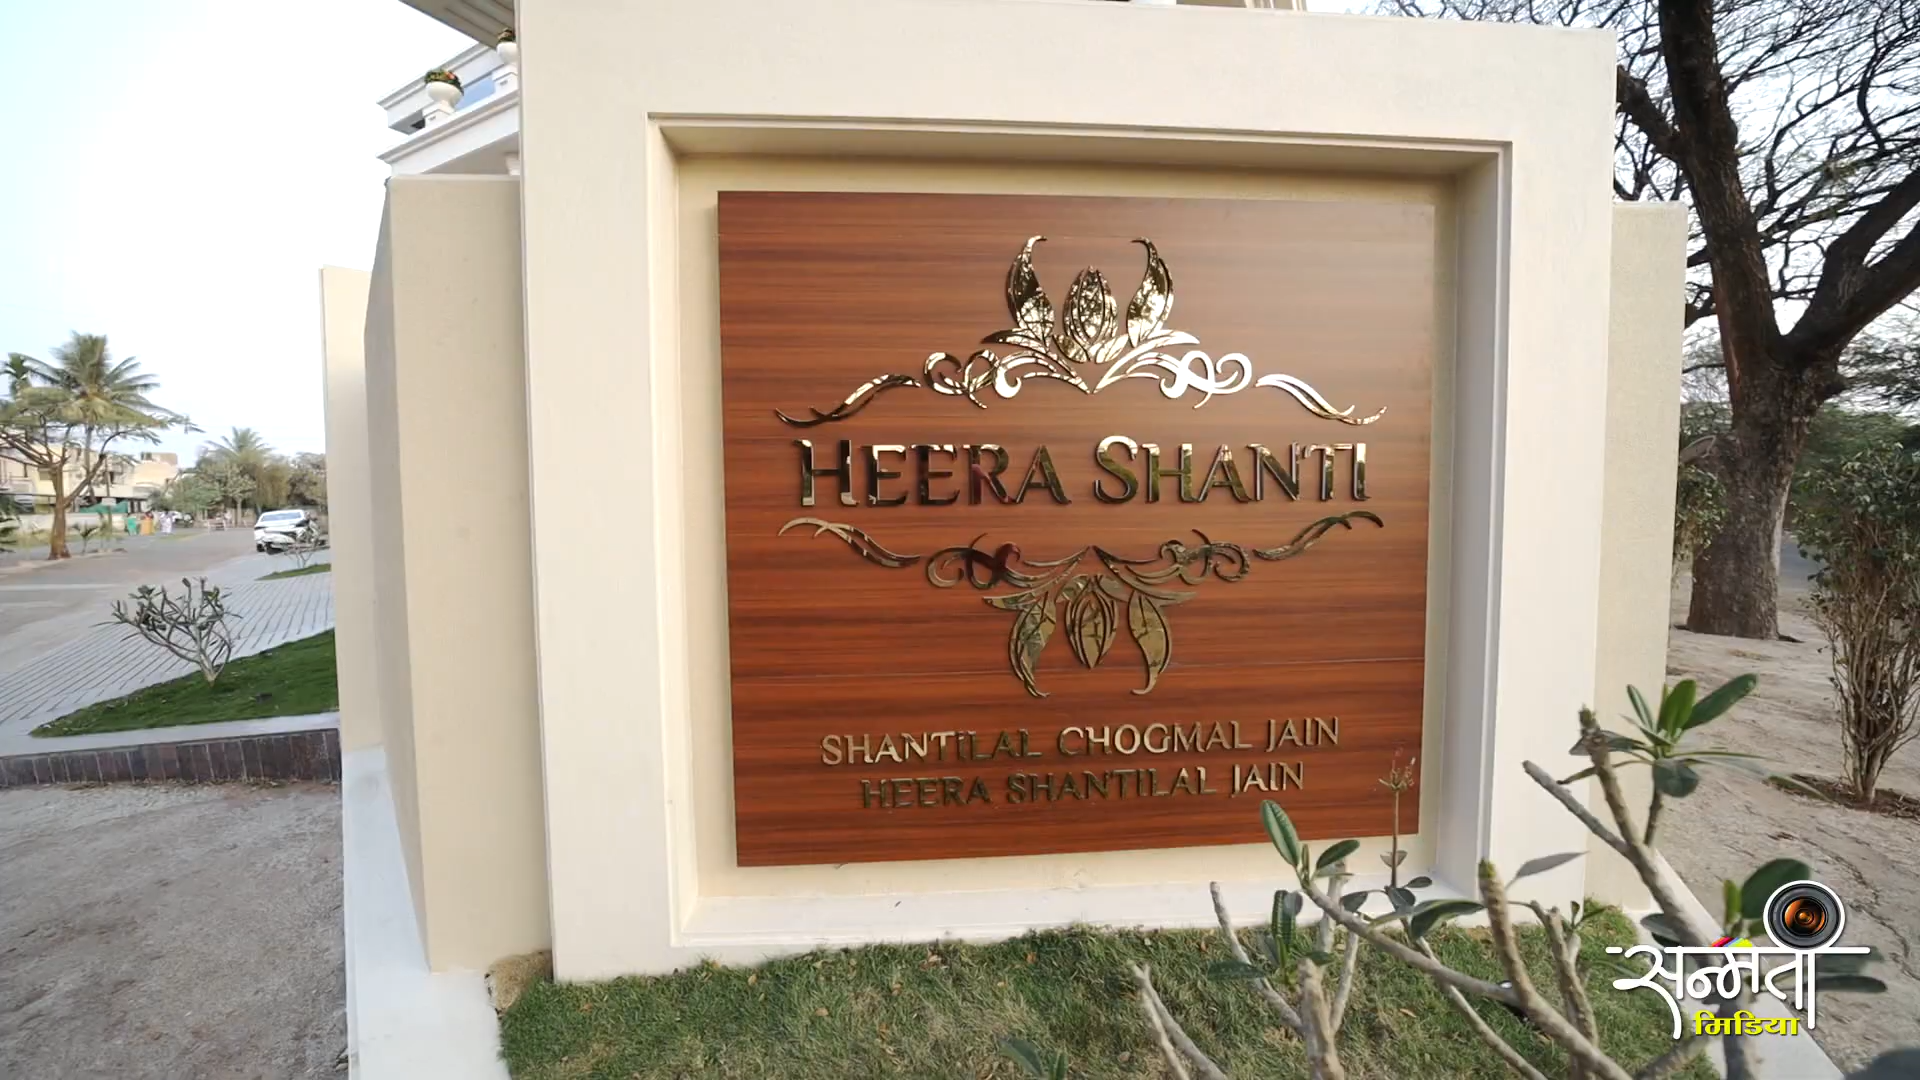 HEERA SHANTI
SHANTILAL CHOGMAL JAIN
HEERA SHANTILAL JAIN
सन्मती
मिडिया